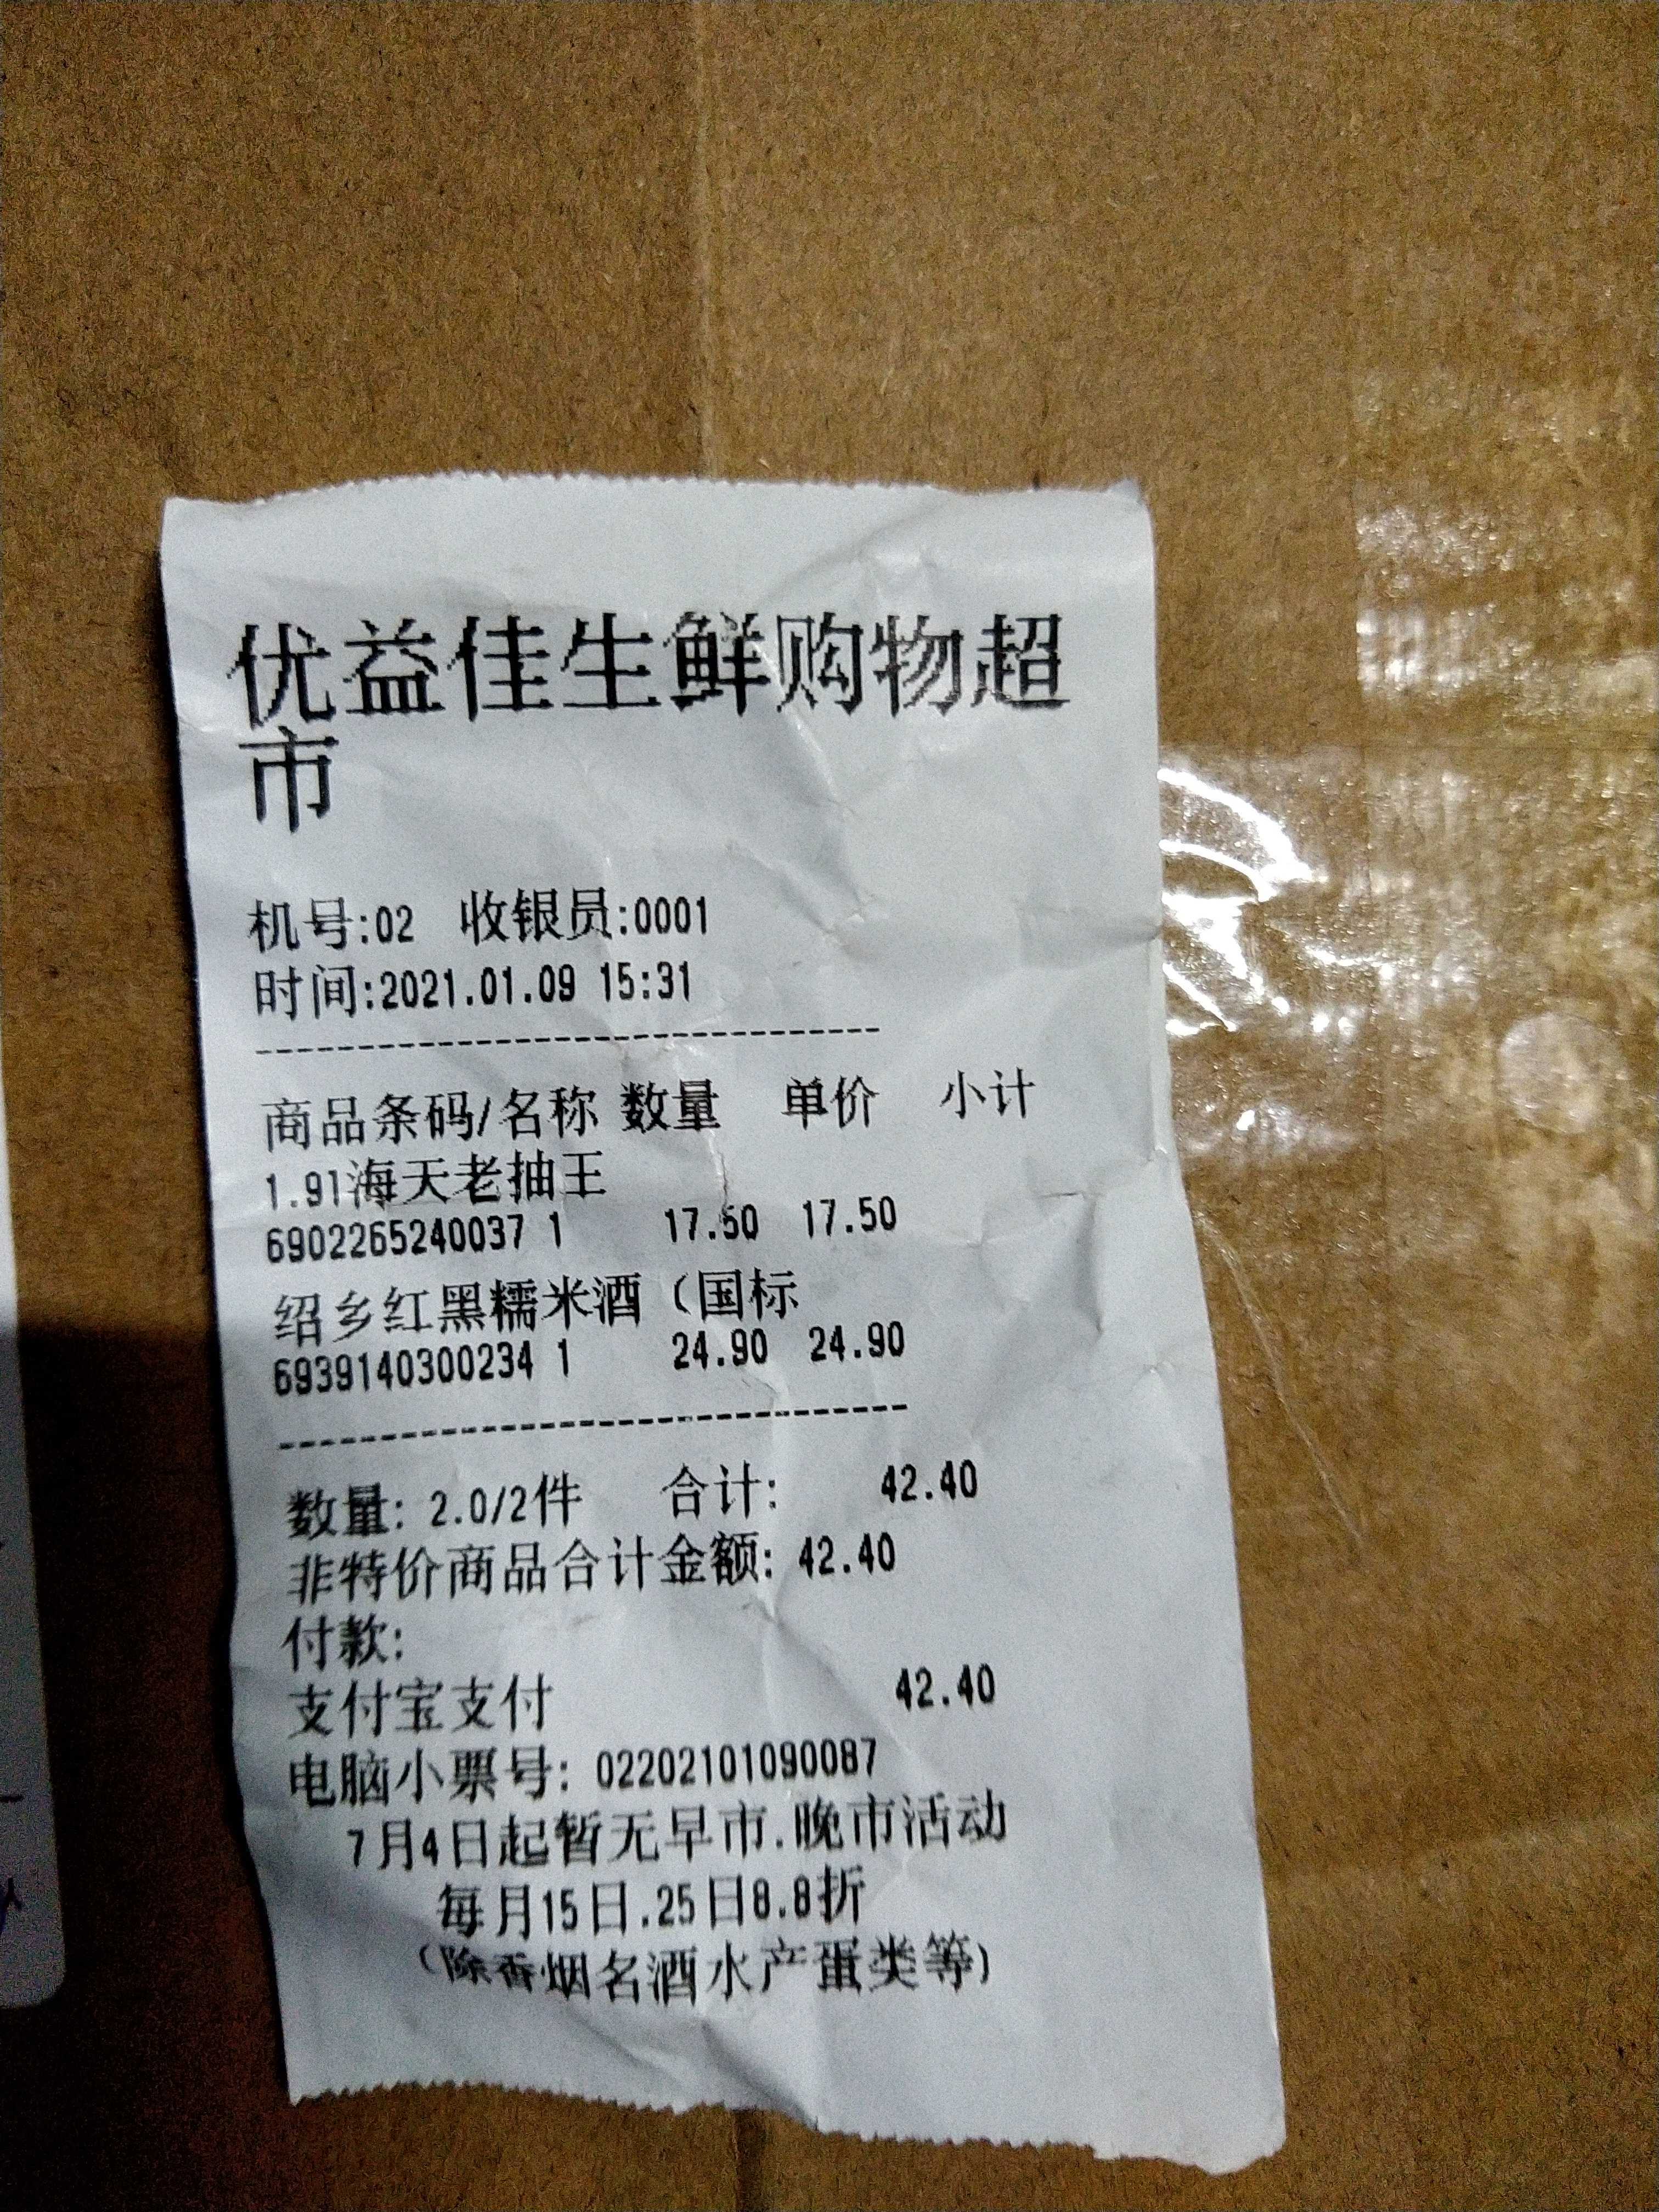 优益佳生鲜购物超
市
机号:02 收银员:0001
时间:2021.01.09 15:31
--------------------------------
商品条码/名称 数量 单价 小计
1.9l海天老抽王
6902265240037 1 17.50 17.50
绍乡红黑糯米酒（国标
6939140300234 1 24.90 24.90
--------------------------------
数量: 2.0/2件 合计: 42.40
非特价商品合计金额: 42.40
付款:
支付宝支付 42.40
电脑小票号: 02202101090087
7月4日起暂无早市.晚市活动
每月15日.25日8.8折
（除香烟名酒水产蛋类等）